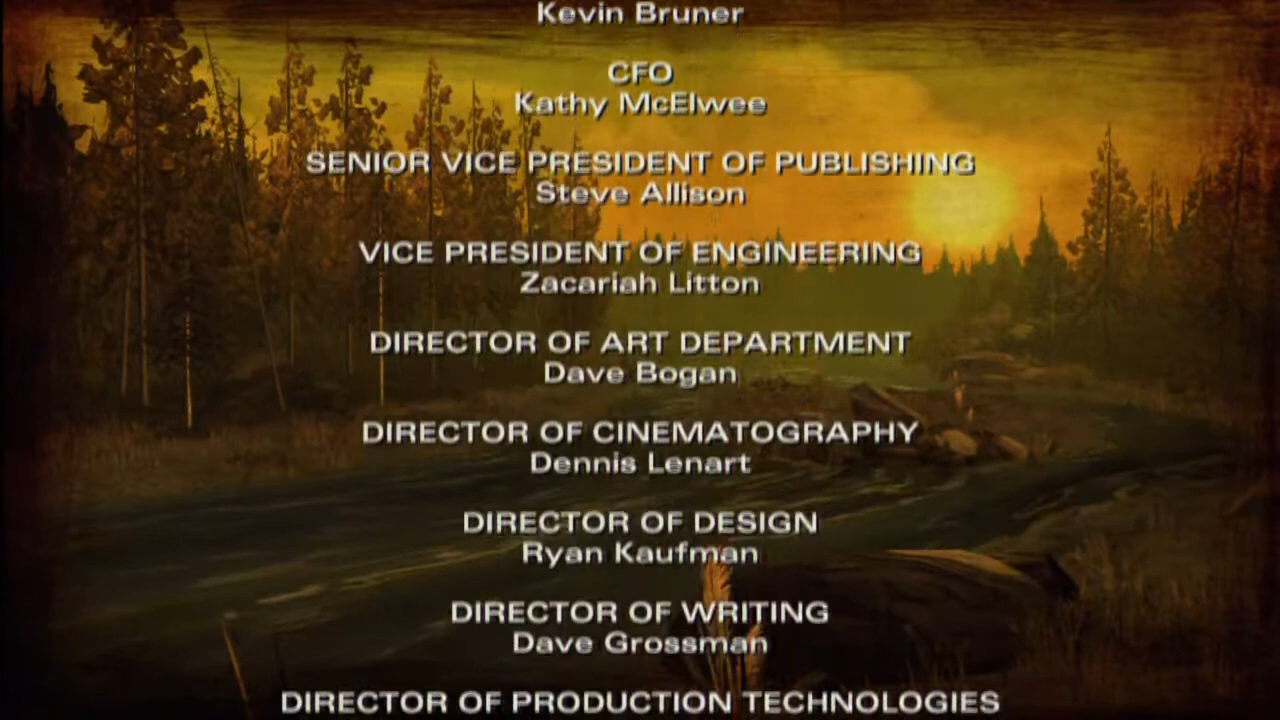 Kevin Bruner
CFO
Kathy McElwee
SENIOR VICE PRESIDENT OF PUBLISHING
Steve Allison
VICE PRESIDENT OF ENGINEERING
Zacariah Litton
DIRECTOR OF ART DEPARTMENT
Dave Bogan
DIRECTOR OF CINEMATOGRAPHY
Dennis Lenart
DIRECTOR OF DESIGN
Ryan Kaufman
DIRECTOR OF WRITING
Dave Grossman
DIRECTOR OF PRODUCTION TECHNOLOGIES